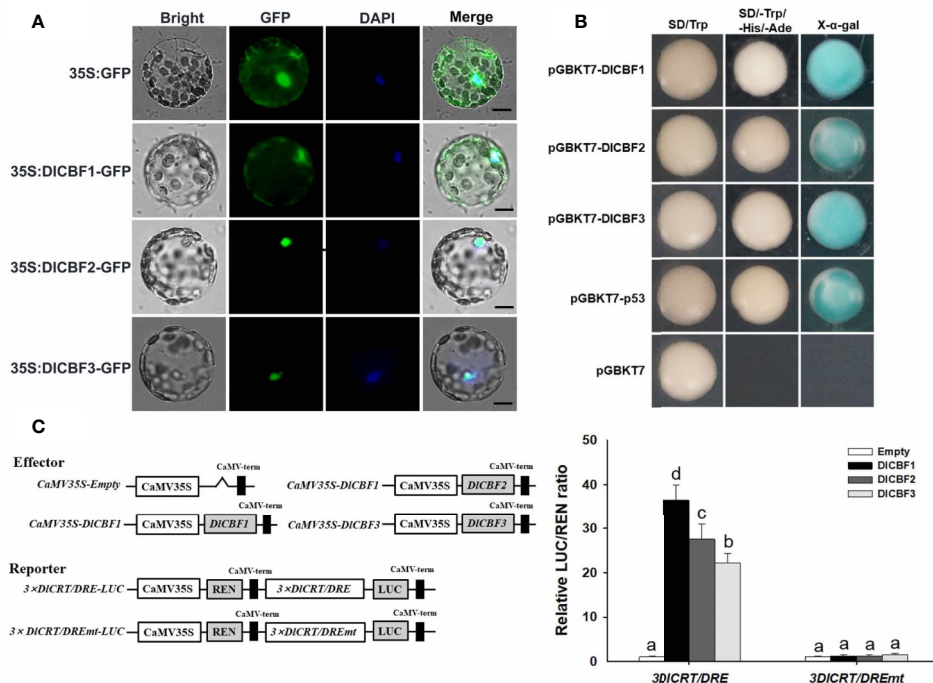 A
Bright GFP DAPI Merge
35S:GFP
35S:DlCBF1-GFP
35S:DlCBF2-GFP
35S:DlCBF3-GFP
B
SD/Trp SD/-Trp/-His/-Ade X-α-gal
pGBKT7-DlCBF1
pGBKT7-DlCBF2
pGBKT7-DlCBF3
pGBKT7-p53
pGBKT7
C
Effector
CaMV35S-Empty CaMV35S CaMV-term
CaMV35S-DlCBF1 CaMV35S DlCBF2 CaMV-term
CaMV35S-DlCBF1 CaMV35S DlCBF1 CaMV-term
CaMV35S-DlCBF3 CaMV35S DlCBF3 CaMV-term
Reporter
3×DlCRT/DRE-LUC CaMV35S REN CaMV-term 3×DlCRT/DRE LUC CaMV-term
3× DlCRT/DREmt-LUC CaMV35S REN CaMV-term 3×DlCRT/DREmt LUC CaMV-term
Relative LUC/REN ratio
50
40
30
20
10
0
Empty
DlCBF1
DlCBF2
DlCBF3
a d c b
a a a a
3DlCRT/DRE 3DlCRT/DREmt